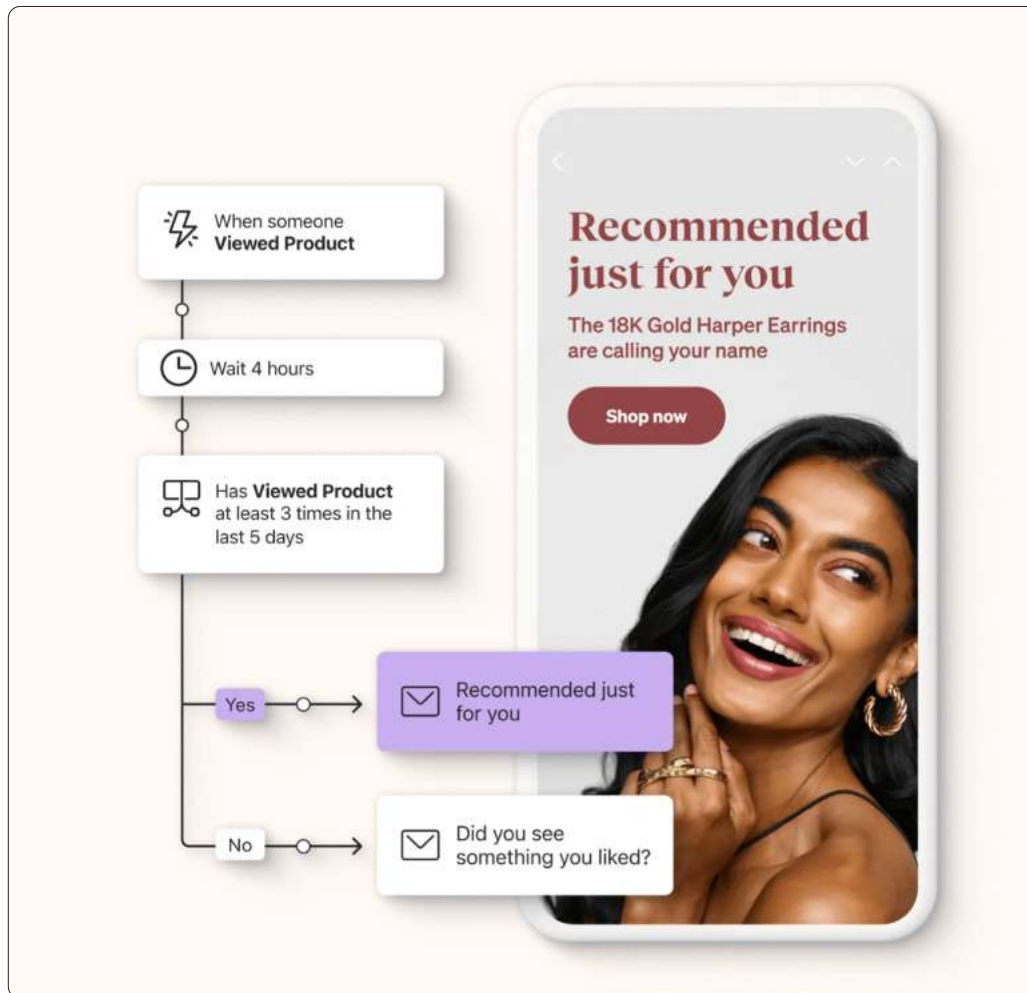 When someone
Viewed Product
Wait 4 hours
Has Viewed Product
at least 3 times in the
last 5 days
Yes
Recommended just
for you
No
Did you see
something you liked?
Recommended
just for you
The 18K Gold Harper Earrings
are calling your name
Shop now